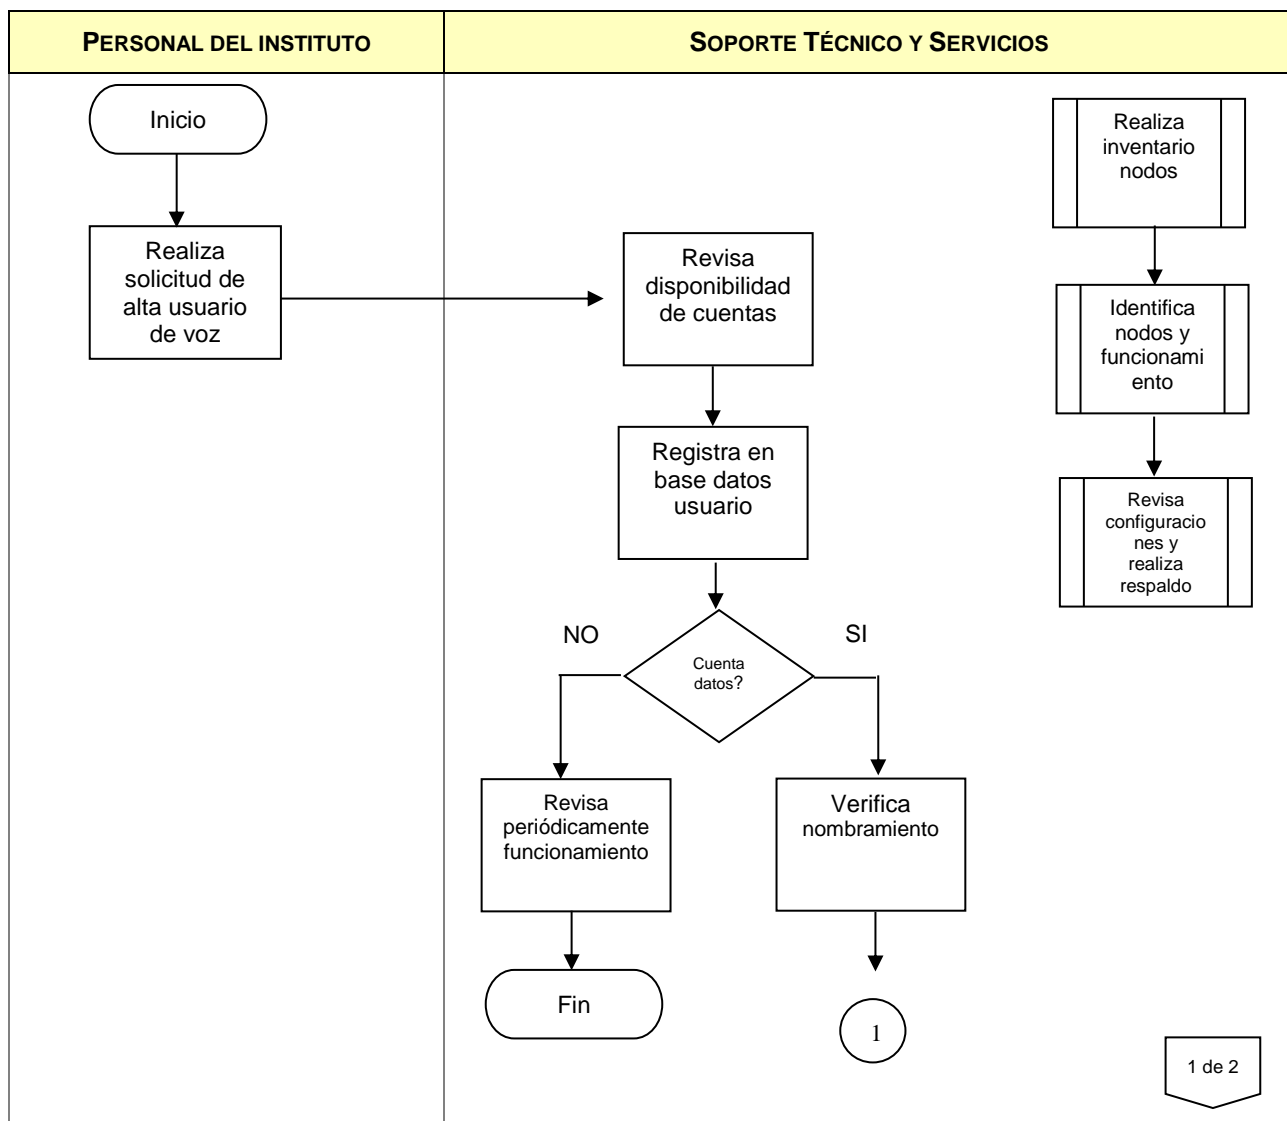 PERSONAL DEL INSTITUTO
SOPORTE TÉCNICO Y SERVICIOS
Inicio
Realiza
solicitud de
alta usuario
de voz
Revisa
disponibilidad
de cuentas
Registra en
base datos
usuario
NO
SI
Cuenta
datos?
Revisa
periódicamente
funcionamiento
Verifica
nombramiento
Fin
1
Realiza
inventario
nodos
Identifica
nodos y
funcionami
ento
Revisa
configuracio
nes y
realiza
respaldo
1 de 2